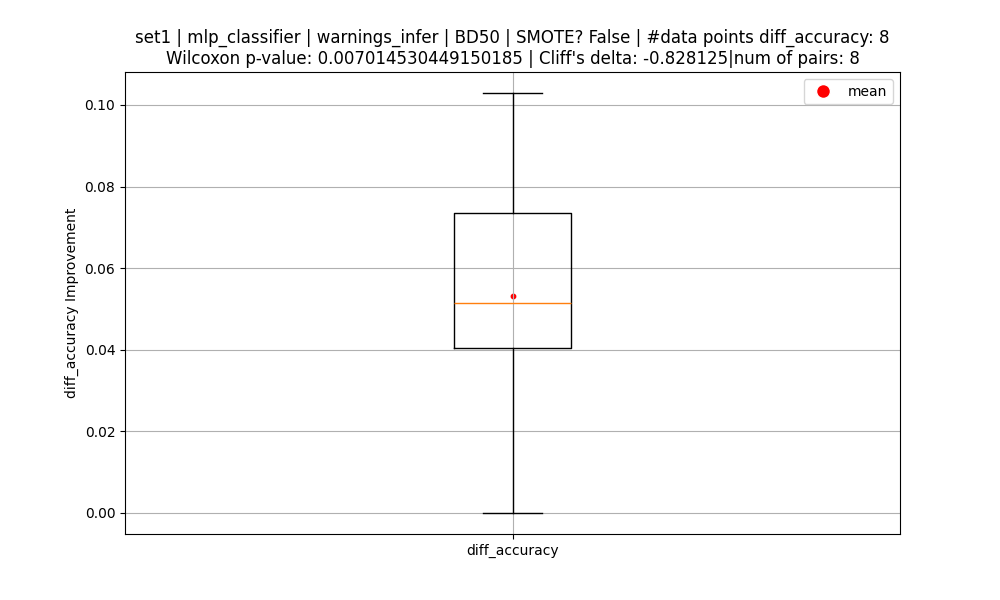 set1 | mlp_classifier | warnings_infer | BD50 | SMOTE? False | #data points diff_accuracy: 8
Wilcoxon p-value: 0.007014530449150185 | Cliff's delta: -0.828125|num of pairs: 8
mean
0.10
0.08
0.06
0.04
0.02
0.00
diff_accuracy Improvement
diff_accuracy